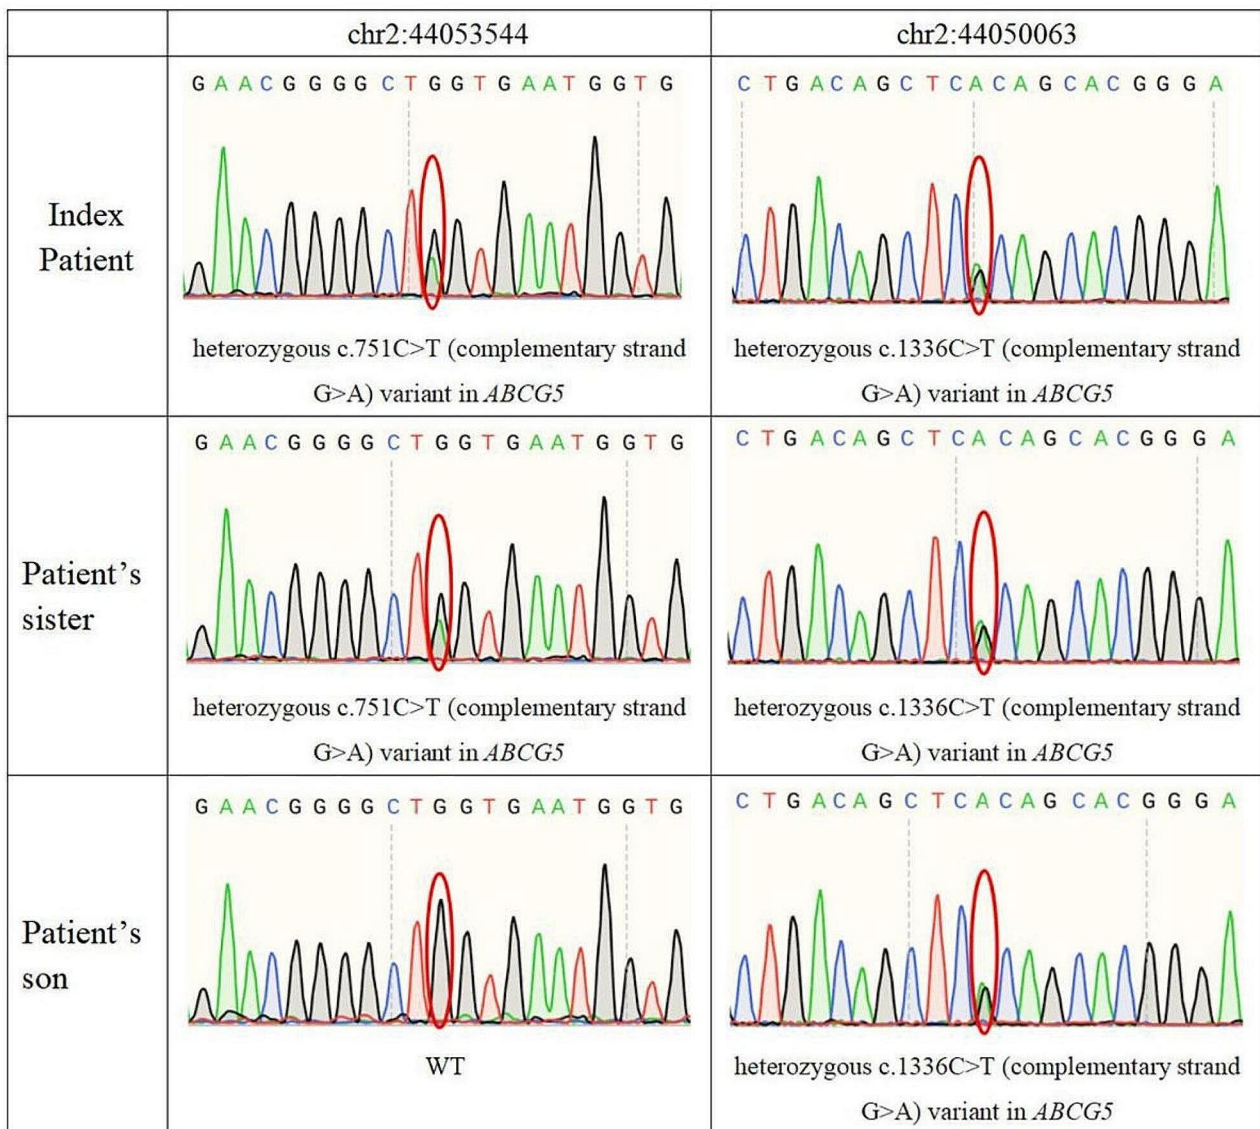 chr2:44053544
chr2:44050063
Index
Patient
G A A C G G G G C T G G T G A A T G G T G
heterozygous c.751C>T (complementary strand
G>A) variant in ABCG5
C T G A C A G C T C A C A G C A C G G G A
heterozygous c.1336C>T (complementary strand
G>A) variant in ABCG5
Patient’s
sister
G A A C G G G G C T G G T G A A T G G T G
heterozygous c.751C>T (complementary strand
G>A) variant in ABCG5
C T G A C A G C T C A C A G C A C G G G A
heterozygous c.1336C>T (complementary strand
G>A) variant in ABCG5
Patient’s
son
G A A C G G G G C T G G T G A A T G G T G
WT
C T G A C A G C T C A C A G C A C G G G A
heterozygous c.1336C>T (complementary strand
G>A) variant in ABCG5